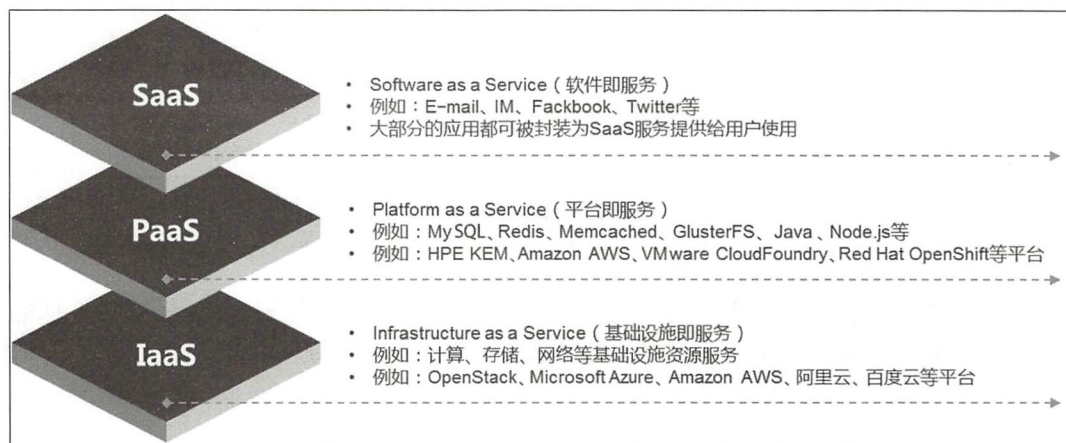 SaaS
• Software as a Service（软件即服务）
• 例如：E-mail、IM、Fackbook、Twitter等
• 大部分的应用都可被封装为SaaS服务提供给用户使用
PaaS
• Platform as a Service（平台即服务）
• 例如：MySQL、Redis、Memcached、GlusterFS、Java、Node.js等
• 例如：HPE KEM、Amazon AWS、VMware CloudFoundry、Red Hat OpenShift等平台
IaaS
• Infrastructure as a Service（基础设施即服务）
• 例如：计算、存储、网络等基础设施资源服务
• 例如：OpenStack、Microsoft Azure、Amazon AWS、阿里云、百度云等平台